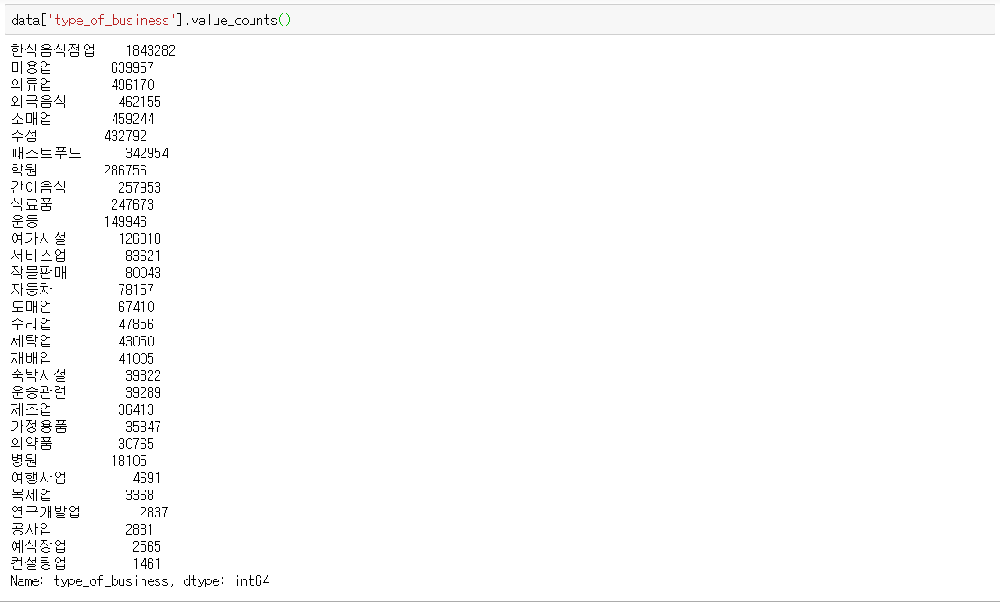 data['type_of_business'].value_counts()
한식음식점업 1843282
미용업 639957
의류업 496170
외국음식 462155
소매업 459244
주점 432792
패스트푸드 342954
학원 286756
간이음식 257953
식료품 247673
운동 149946
여가시설 126818
서비스업 83621
작물판매 80043
자동차 78157
도매업 67410
수리업 47856
세탁업 43050
재배업 41005
숙박시설 39322
운송관련 39289
제조업 36413
가정용품 35847
의약품 30765
병원 18105
여행사업 4691
복제업 3368
연구개발업 2837
공사업 2831
예식장업 2565
컨설팅업 1461
Name: type_of_business, dtype: int64